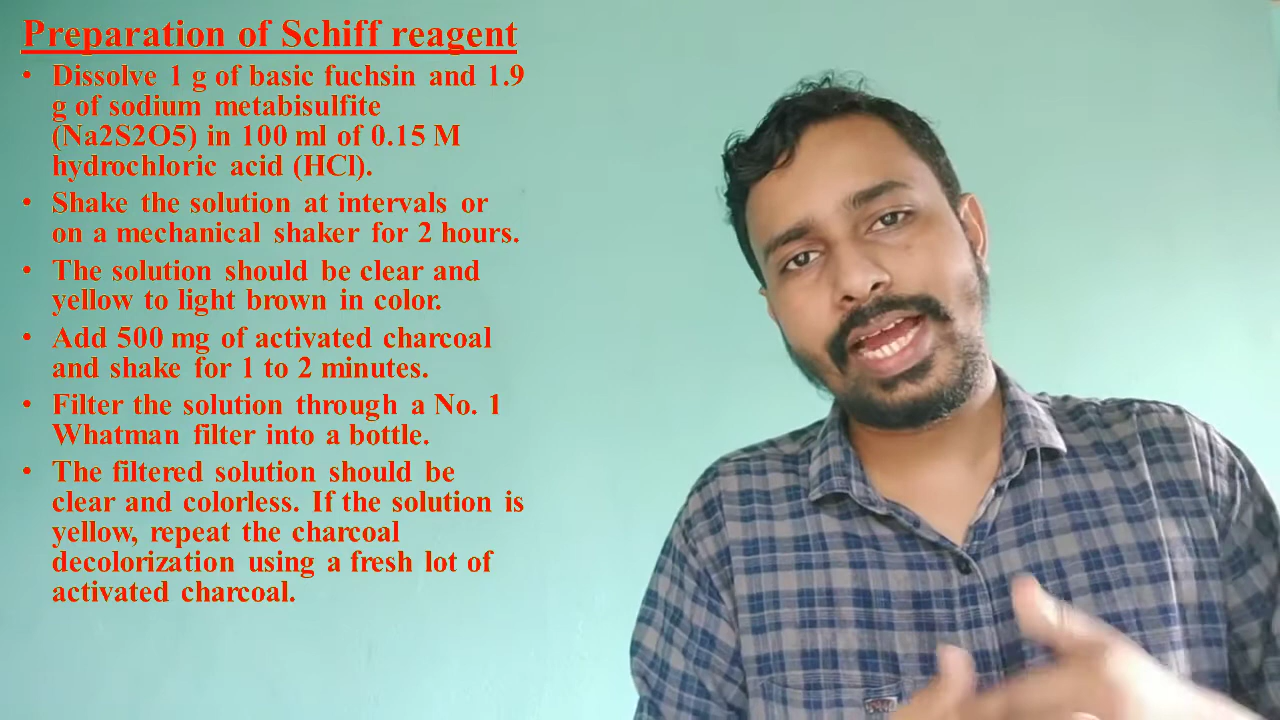 Preparation of Schiff reagent
• Dissolve 1 g of basic fuchsin and 1.9
g of sodium metabisulfite
(Na2S2O5) in 100 ml of 0.15 M
hydrochloric acid (HCl).
• Shake the solution at intervals or
on a mechanical shaker for 2 hours.
• The solution should be clear and
yellow to light brown in color.
• Add 500 mg of activated charcoal
and shake for 1 to 2 minutes.
• Filter the solution through a No. 1
Whatman filter into a bottle.
• The filtered solution should be
clear and colorless. If the solution is
yellow, repeat the charcoal
decolorization using a fresh lot of
activated charcoal.